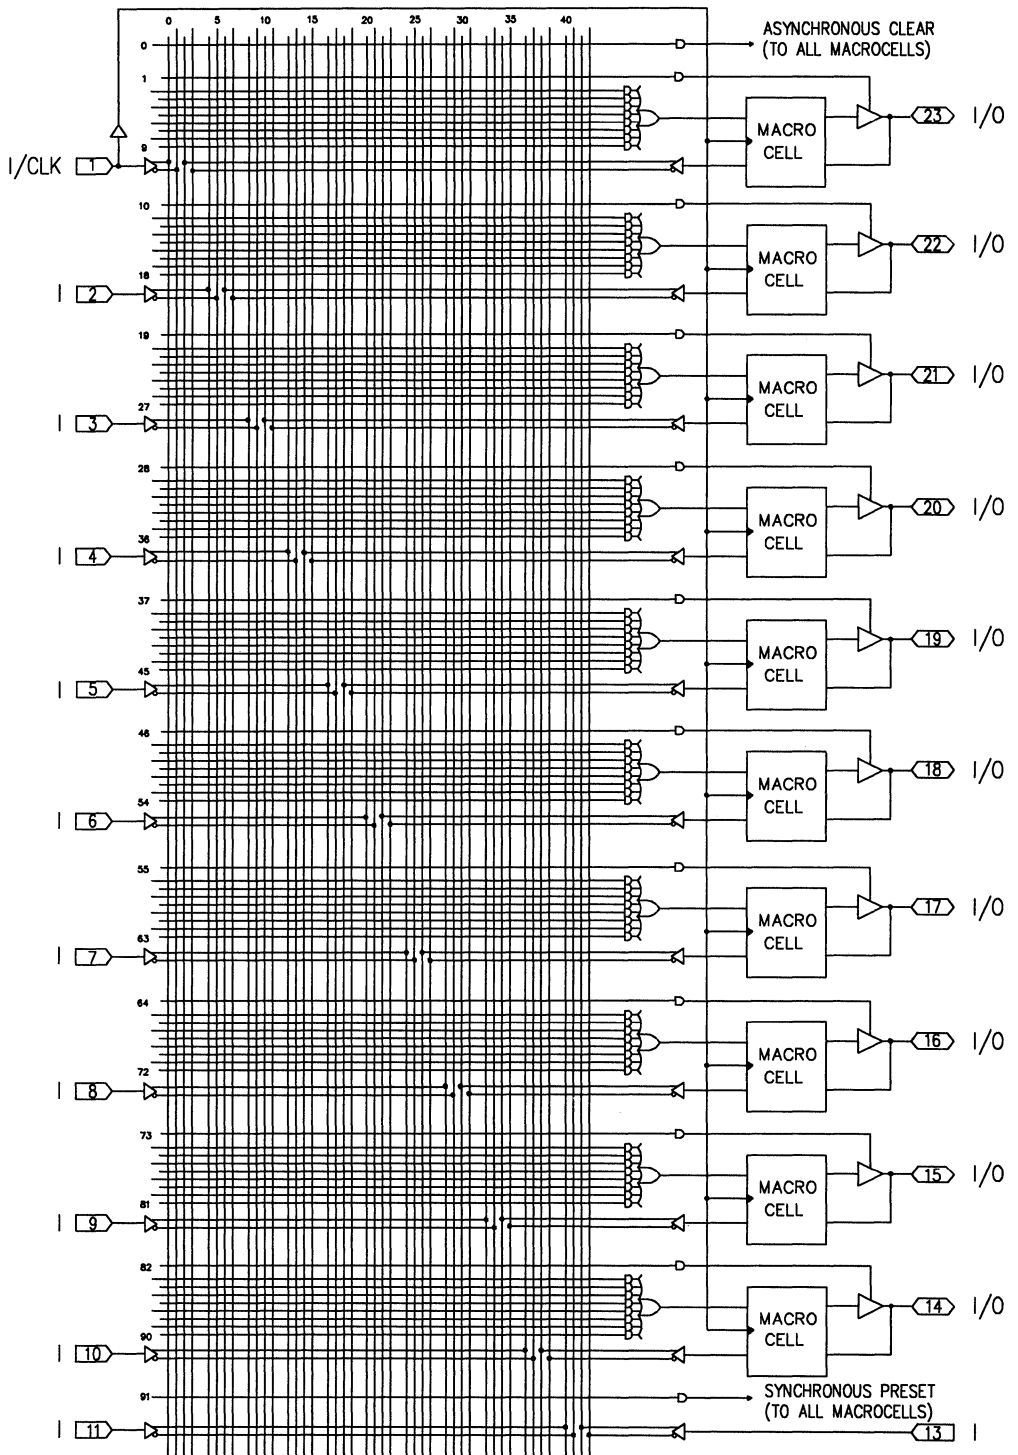 0 5 10 15 20 25 30 35 40
0
ASYNCHRONOUS CLEAR
(TO ALL MACROCELLS)
1
MACRO
CELL
23 I/O
9
I/CLK 1
10
MACRO
CELL
22 I/O
18
I 2
19
MACRO
CELL
21 I/O
27
I 3
28
MACRO
CELL
20 I/O
36
I 4
37
MACRO
CELL
19 I/O
45
I 5
46
MACRO
CELL
18 I/O
54
I 6
55
MACRO
CELL
17 I/O
63
I 7
64
MACRO
CELL
16 I/O
72
I 8
73
MACRO
CELL
15 I/O
81
I 9
82
MACRO
CELL
14 I/O
90
I 10
91
SYNCHRONOUS PRESET
(TO ALL MACROCELLS)
I 11
13 I